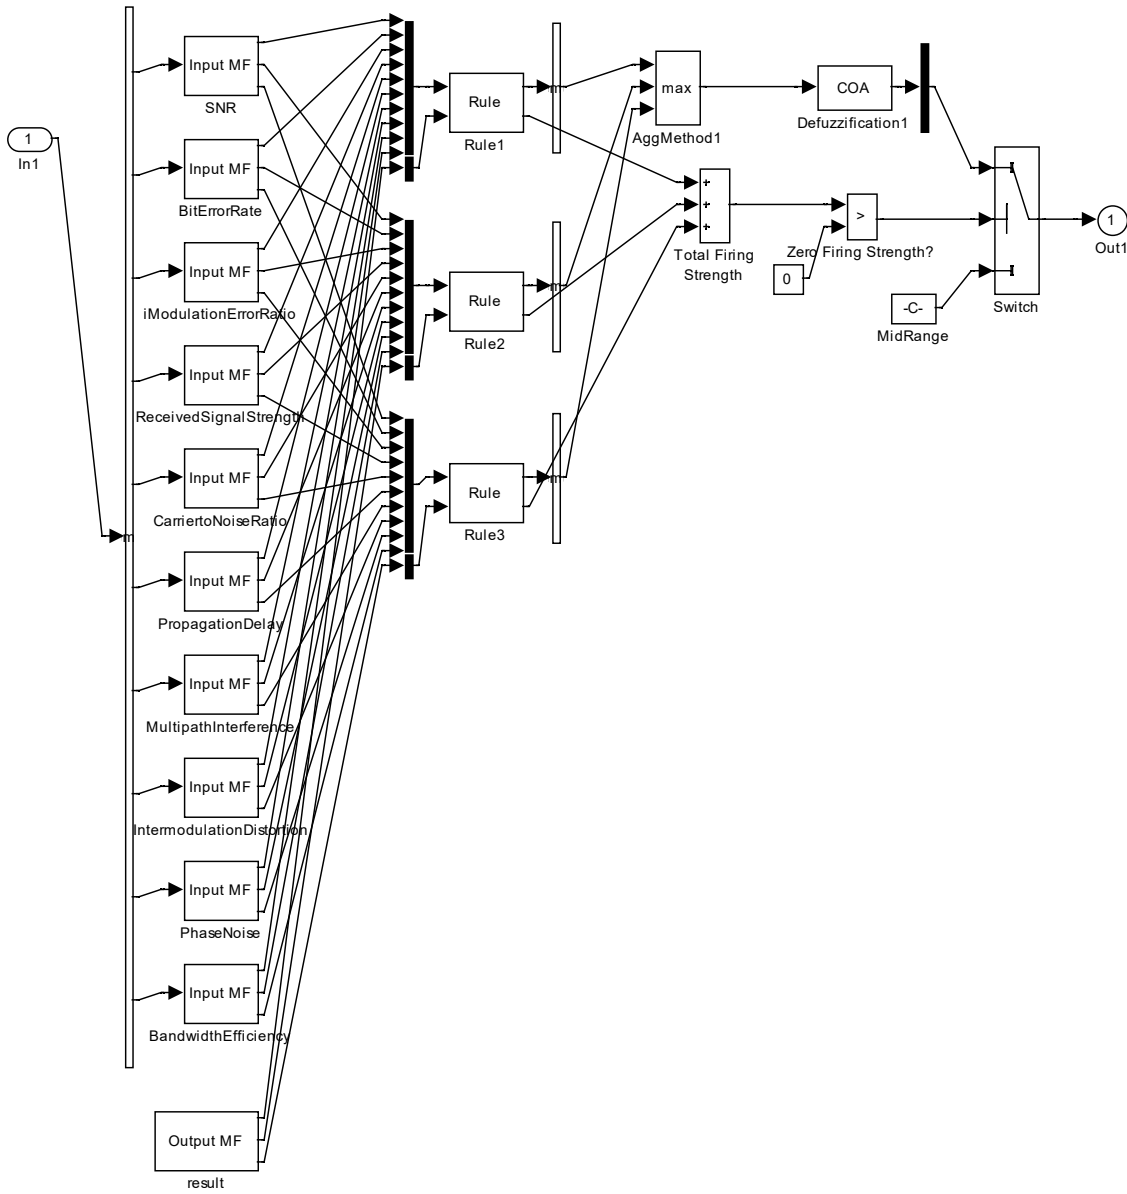 1
In1
m
Input MF
SNR
Input MF
BitErrorRate
Input MF
iModulationErrorRatio
Input MF
ReceivedSignalStrength
Input MF
CarriertoNoiseRatio
Input MF
PropagationDelay
Input MF
MultipathInterference
Input MF
IntermodulationDistortion
Input MF
PhaseNoise
Input MF
BandwidthEfficiency
Output MF
result
Rule
Rule1
m
Rule
Rule2
m
Rule
Rule3
m
max
AggMethod1
+
+
+
Total Firing
Strength
COA
Defuzzification1
>
Zero Firing Strength?
0
-C-
MidRange
Switch
1
Out1